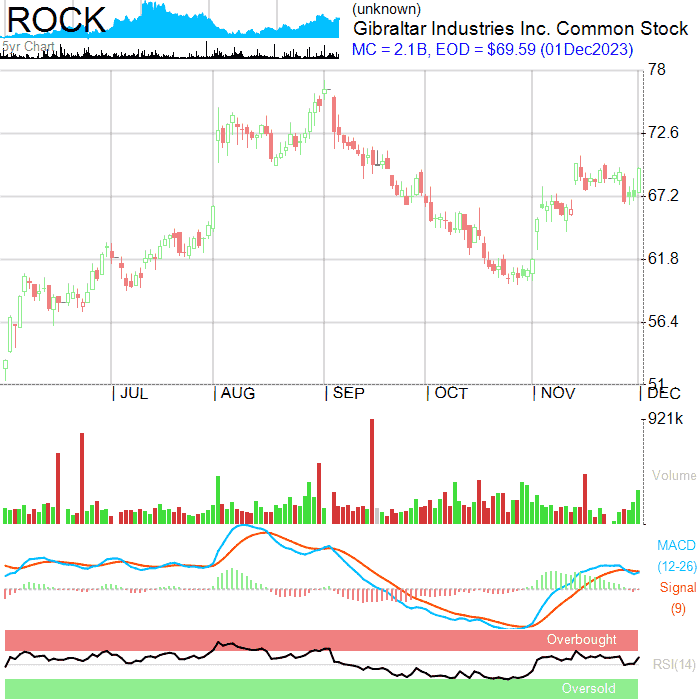 ROCK
(unknown)
Gibraltar Industries Inc. Common Stock
MC = 2.1B, EOD = $69.59 (01Dec2023)
5yr Chart
78
72.6
67.2
61.8
56.4
51
JUL AUG SEP OCT NOV DEC
921k
Volume
MACD
(12-26)
Signal
(9)
Overbought
RSI(14)
Oversold